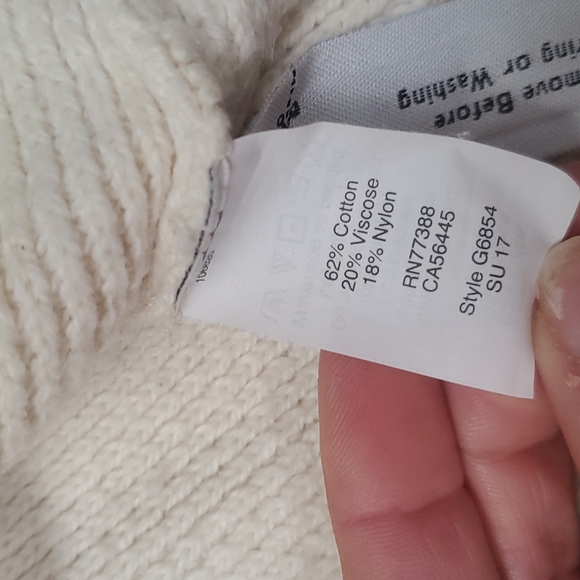 62% Cotton
20% Viscose
18% Nylon
RN77388
CA56445
Style G6854
SU 17
move Before
ring or Washing